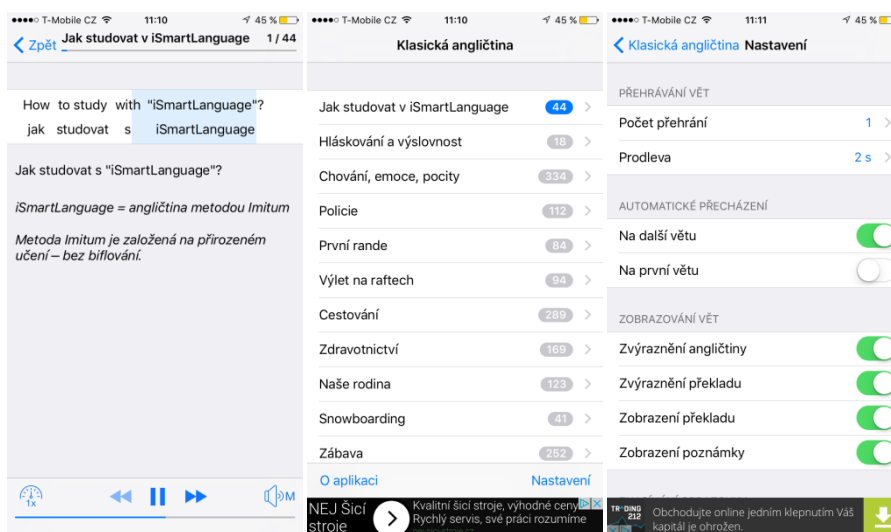 T-Mobile CZ 11:10 45 %
Zpět Jak studovat v iSmartLanguage 1 / 44
How to study with "iSmartLanguage"?
jak studovat s iSmartLanguage
Jak studovat s "iSmartLanguage"?
iSmartLanguage = angličtina metodou Imitum
Metoda Imitum je založená na přirozeném
učení – bez biflování.
1x
M
T-Mobile CZ 11:10 45 %
Klasická angličtina
Jak studovat v iSmartLanguage 44
Hláskování a výslovnost 18
Chování, emoce, pocity 334
Policie 112
První rande 84
Výlet na raftech 94
Cestování 289
Zdravotnictví 169
Naše rodina 123
Snowboarding 41
Zábava 252
O aplikaci Nastavení
NEJ Šicí
stroje
Kvalitní šicí stroje, výhodné ceny
Rychlý servis, své práci rozumíme
T-Mobile CZ 11:11 45 %
Klasická angličtina Nastavení
PŘEHRÁVÁNÍ VĚT
Počet přehrání 1
Prodleva 2 s
AUTOMATICKÉ PŘECHÁZENÍ
Na další větu
Na první větu
ZOBRAZOVÁNÍ VĚT
Zvýraznění angličtiny
Zvýraznění překladu
Zobrazení překladu
Zobrazení poznámky
TRADING
212
Obchodujte online jedním klepnutím Váš
kapitál je ohrožen.